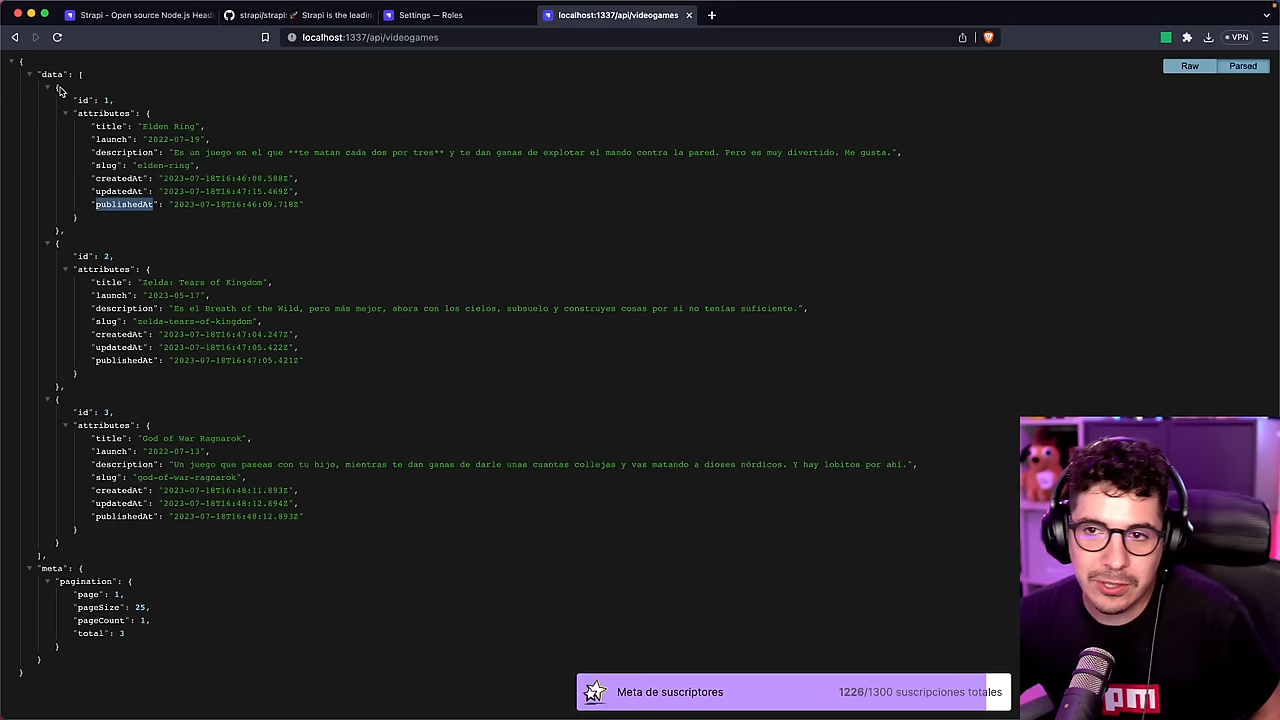 Strapi - Open source Node.js Head
strapi/strapi: 🚀 Strapi is the leading
Settings — Roles
localhost:1337/api/videogames
localhost:1337/api/videogames
VPN
Raw
Parsed
{
"data": [
{
"id": 1,
"attributes": {
"title": "Elden Ring",
"launch": "2022-07-19",
"description": "Es un juego en el que **te matan cada dos por tres** y te dan ganas de explotar el mando contra la pared. Pero es muy divertido. Me gusta.",
"slug": "elden-ring",
"createdAt": "2023-07-18T16:46:08.588Z",
"updatedAt": "2023-07-18T16:47:15.469Z",
"publishedAt": "2023-07-18T16:46:09.718Z"
}
},
{
"id": 2,
"attributes": {
"title": "Zelda: Tears of Kingdom",
"launch": "2023-05-17",
"description": "Es el Breath of the Wild, pero más mejor, ahora con los cielos, subsuelo y construyes cosas por si no tenías suficiente.",
"slug": "zelda-tears-of-kingdom",
"createdAt": "2023-07-18T16:47:04.247Z",
"updatedAt": "2023-07-18T16:47:05.422Z",
"publishedAt": "2023-07-18T16:47:05.421Z"
}
},
{
"id": 3,
"attributes": {
"title": "God of War Ragnarok",
"launch": "2022-07-13",
"description": "Un juego que paseas con tu hijo, mientras te dan ganas de darle unas cuantas collejas y vas matando a dioses nórdicos. Y hay lobitos por ahí.",
"slug": "god-of-war-ragnarok",
"createdAt": "2023-07-18T16:48:11.893Z",
"updatedAt": "2023-07-18T16:48:12.894Z",
"publishedAt": "2023-07-18T16:48:12.893Z"
}
}
],
"meta": {
"pagination": {
"page": 1,
"pageSize": 25,
"pageCount": 1,
"total": 3
}
}
}
Meta de suscriptores
1226/1300 suscripciones totales
pm